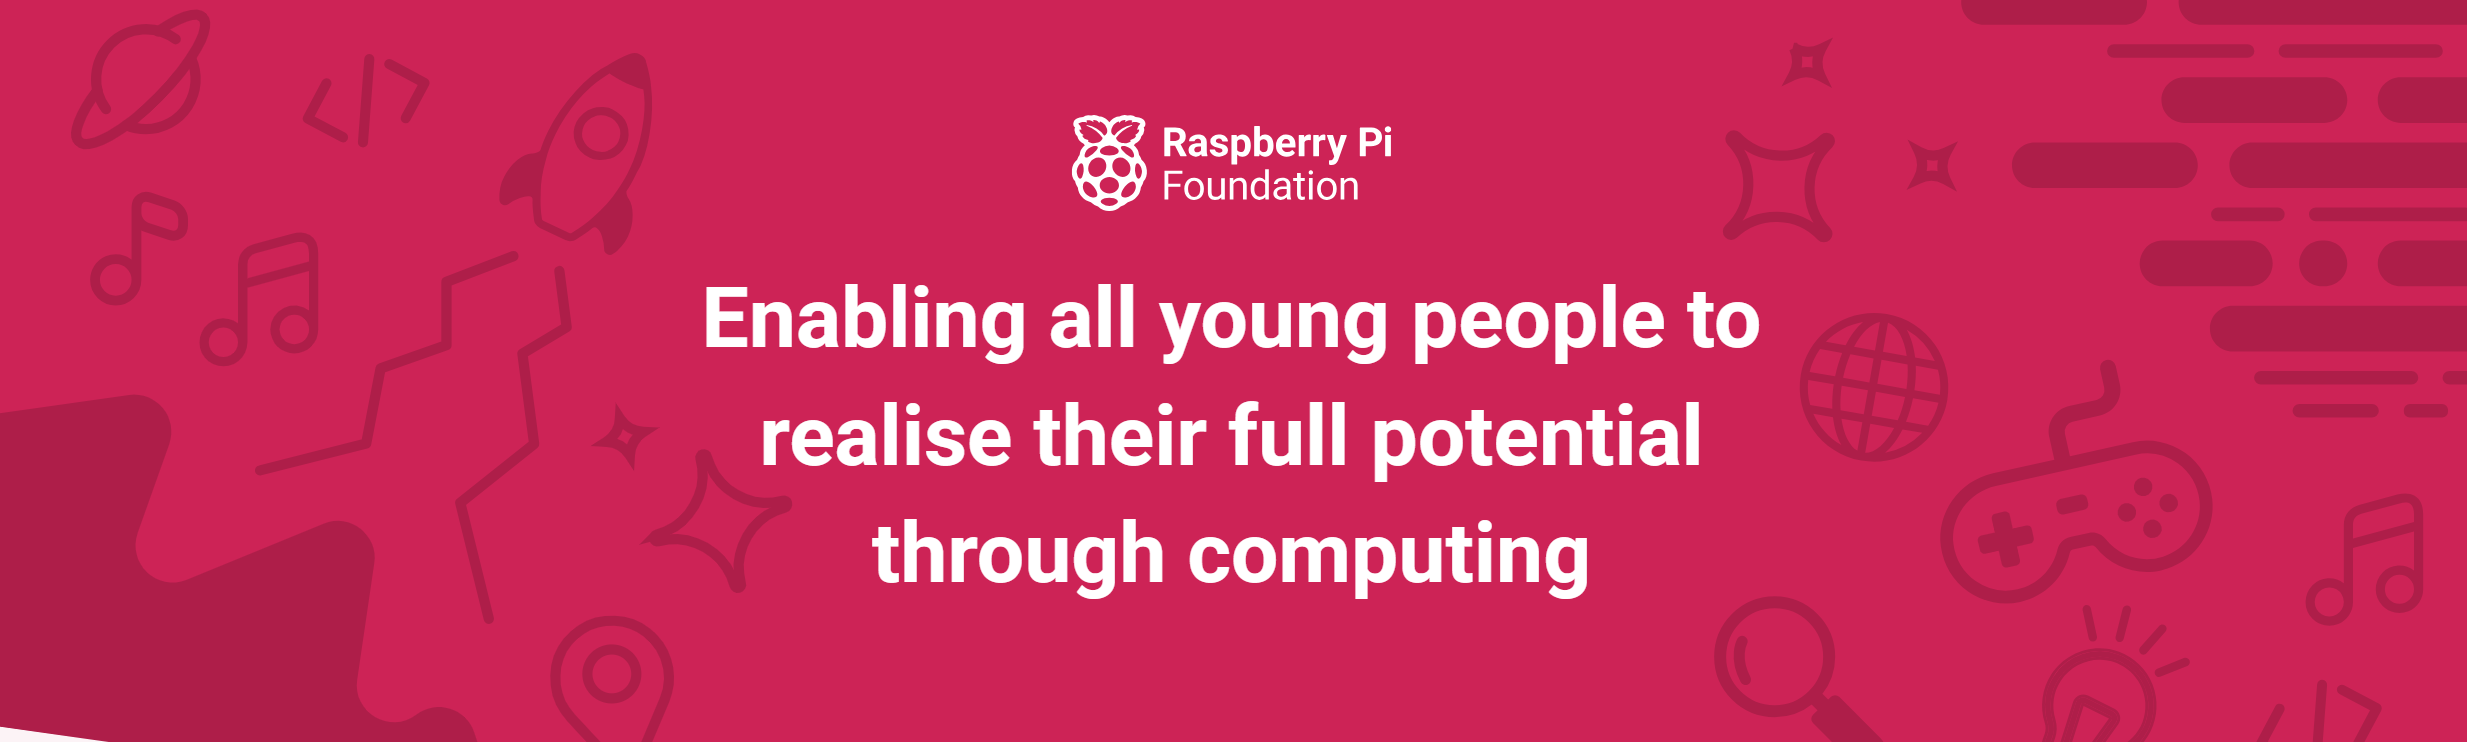 Raspberry Pi
Foundation
Enabling all young people to
realise their full potential
through computing